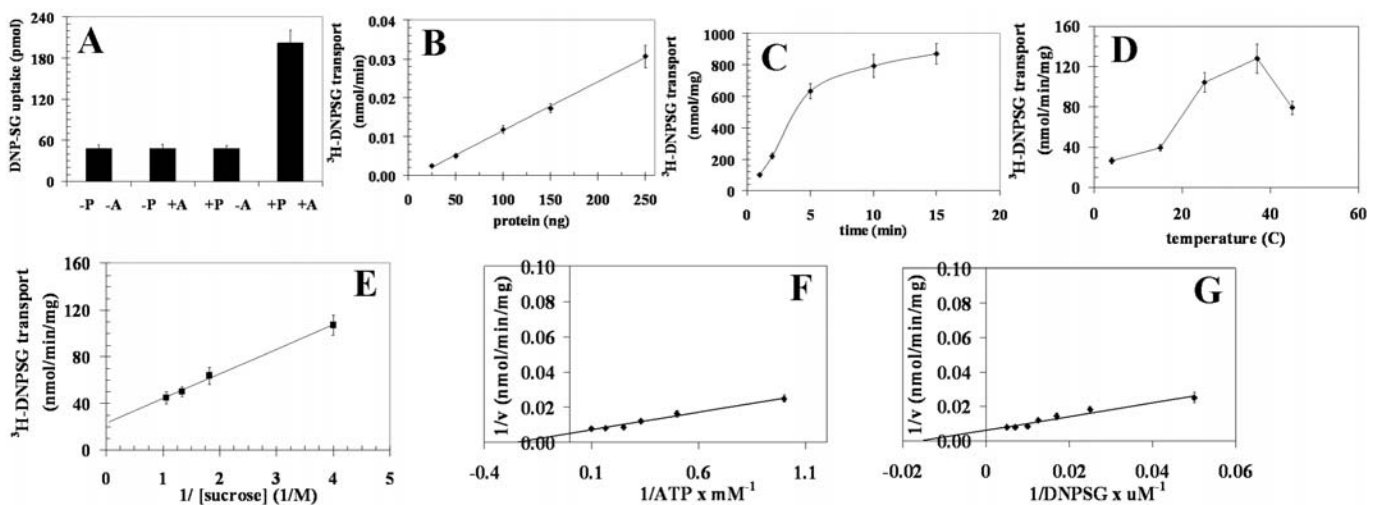 A
DNP-SG uptake (pmol)
240
180
120
60
0
-P -A -P +A +P -A +P +A
B
³H-DNPSG transport
(nmol/min)
0.04
0.03
0.02
0.01
0.00
0 50 100 150 200 250
protein (ng)
C
³H-DNPSG transport
(nmol/mg)
1000
800
600
400
200
0
0 5 10 15 20
time (min)
D
³H-DNPSG transport
(nmol/min/mg)
160
120
80
40
0
0 20 40 60
temperature (C)
E
³H-DNPSG transport
(nmol/min/mg)
160
120
80
40
0
0 1 2 3 4 5
1/ [sucrose] (1/M)
F
1/v (nmol/min/mg)
0.10
0.08
0.06
0.04
0.02
0.00
-0.4 0.1 0.6 1.1
1/ATP x mM⁻¹
G
1/v (nmol/min/mg)
0.10
0.08
0.06
0.04
0.02
0.00
-0.02 0 0.02 0.04 0.06
1/DNPSG x uM⁻¹